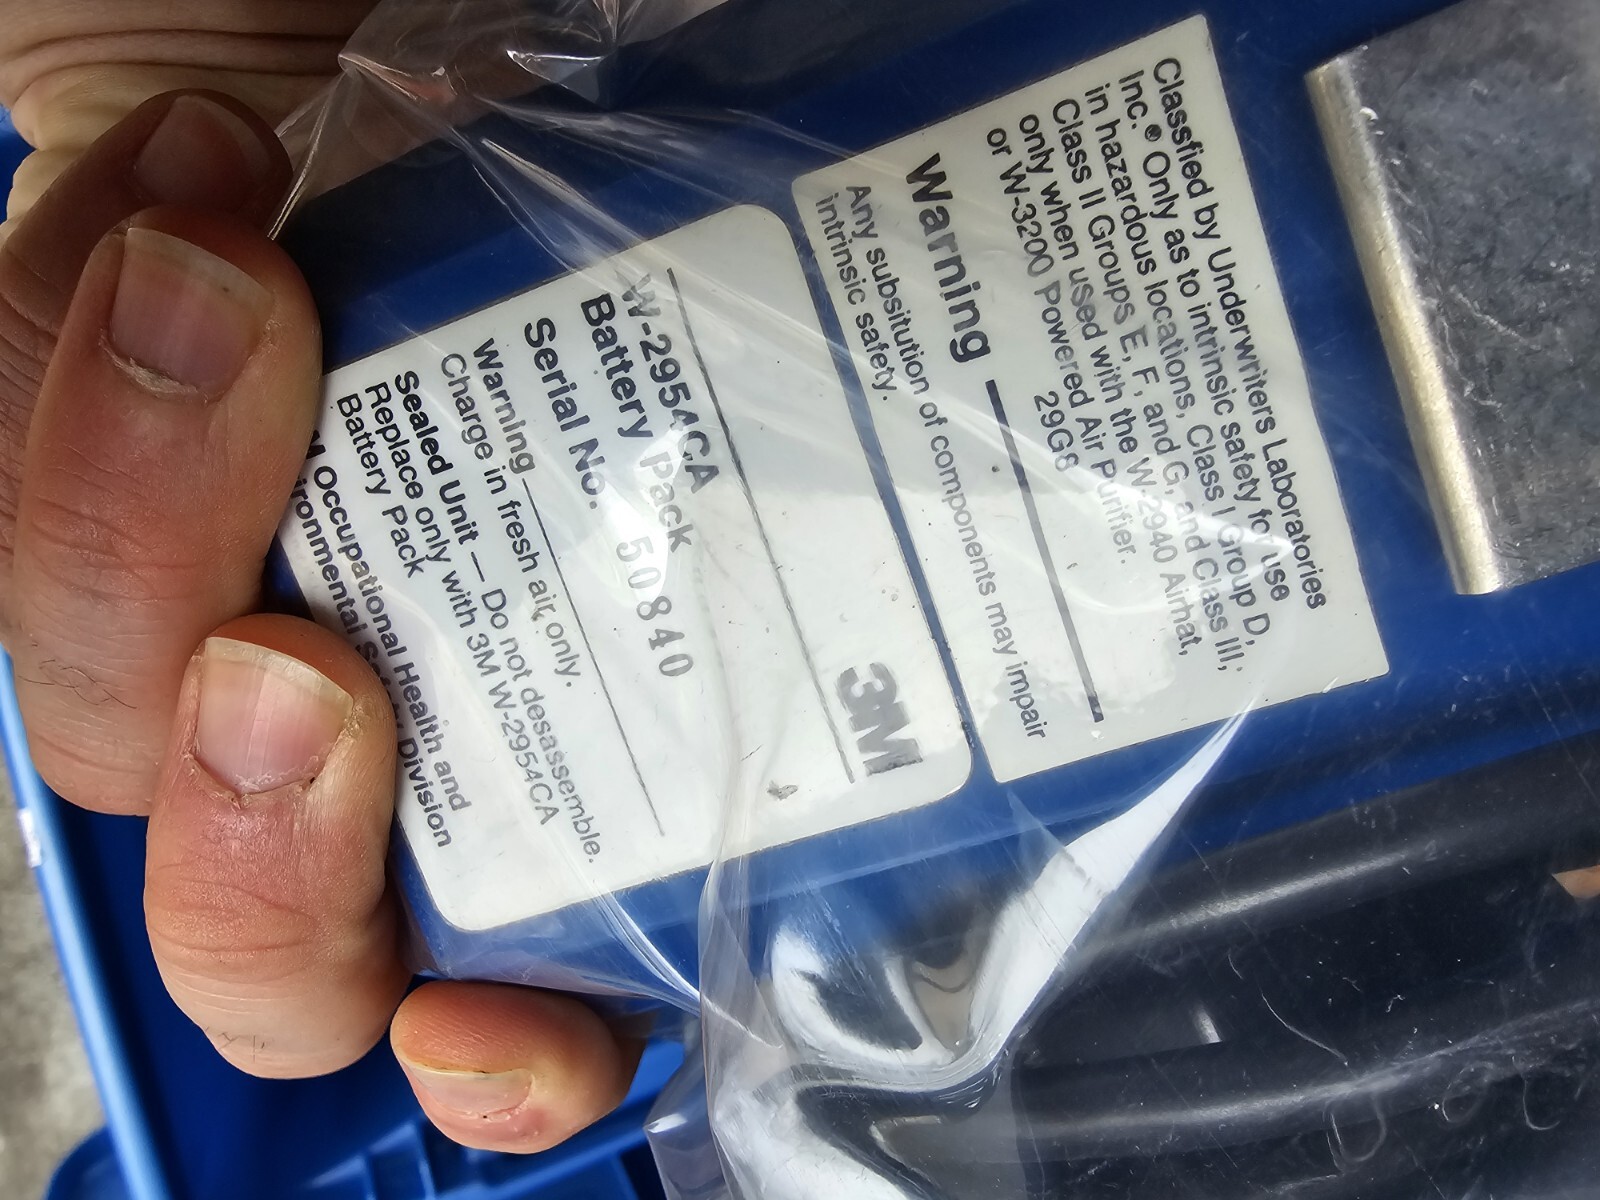 Classfied by Underwriters Laboratories
Inc.® Only as to intrinsic safety for use
in hazardous locations, Class I Group D,
Class II Groups E, F, and G, and Class III,
only when used with the W-2940 Airhat,
or W-3200 Powered Air Purifier.
29G8
Warning
Any subsitution of components may impair
intrinsic safety.
3M
W-2954CA
Battery Pack
Serial No. 50840
Warning
Charge in fresh air only.
Sealed Unit — Do not desassemble.
Replace only with 3M W-2954CA
Battery Pack
Occupational Health and
Division